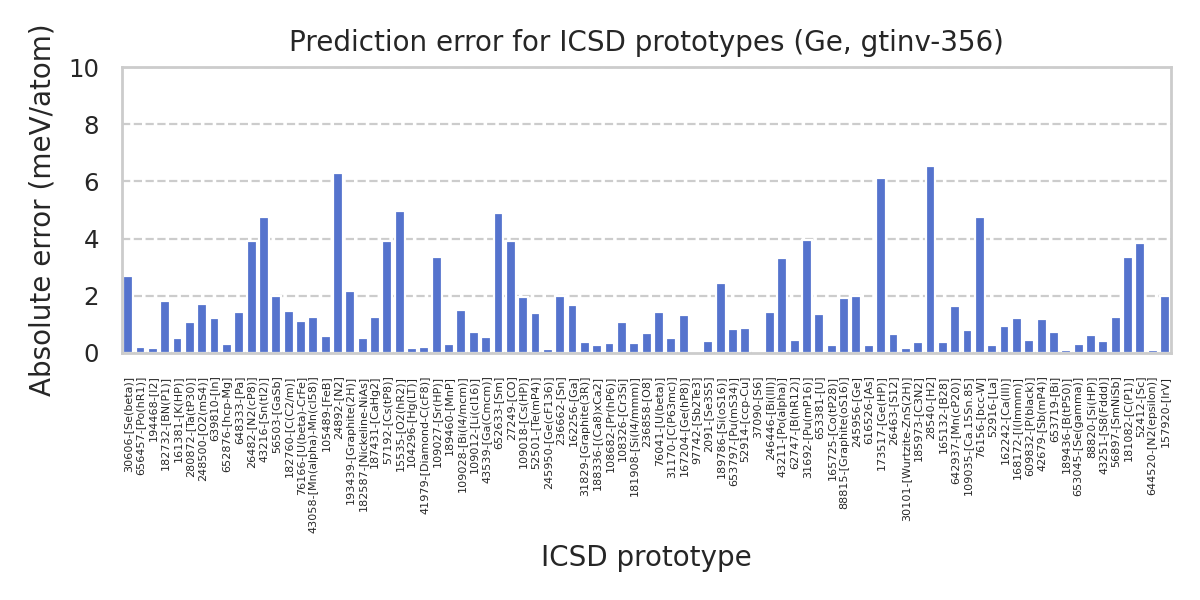 Prediction error for ICSD prototypes (Ge, gtinv-356)
Absolute error (meV/atom)
10
8
6
4
2
0
30606-[Se(beta)]
656457-[Po(hR1)]
194468-[I2]
182732-[BN(P1)]
161381-[K(HP)]
280872-[Ta(tP30)]
248500-[O2(mS4)]
639810-[In]
652876-[hcp-Mg]
648333-[Pa]
26482-[N2(cP8)]
43216-[Sn(tI2)]
56503-[GaSb]
182760-[C(C2/m)]
76166-[U(beta)-CrFe]
43058-[Mn(alpha)-Mn(cI58)]
105489-[FeB]
24892-[N2]
193439-[Graphite(2H)]
182587-[Nickeline-NiAs]
187431-[CaHg2]
57192-[Cs(tP8)]
15535-[O2(hR2)]
104296-[Hg(LT)]
41979-[Diamond-C(cF8)]
109027-[Sr(HP)]
189460-[MnP]
109028-[Bi(I4/mcm)]
109012-[Li(cI16)]
43539-[Ga(Cmcm)]
652633-[Sm]
27249-[CO]
109018-[Cs(HP)]
52501-[Te(mP4)]
245950-[Ge(cF136)]
236662-[Sn]
162256-[Ga]
31829-[Graphite(3R)]
188336-[(Ca8)xCa2]
108682-[Pr(hP6)]
108326-[Cr3Si]
181908-[Si(I4/mmm)]
236858-[O8]
76041-[U(beta)]
31170-[C(P63mc)]
167204-[Ge(hP8)]
97742-[Sb2Te3]
2091-[Se3S5]
189786-[Si(oS16)]
653797-[Pu(mS34)]
52914-[ccp-Cu]
37090-[S6]
246446-[Bi(III)]
43211-[Po(alpha)]
62747-[B(hR12)]
31692-[Pu(mP16)]
653381-[U]
165725-[Co(tP28)]
88815-[Graphite(oS16)]
245956-[Ge]
16916-[As]
173517-[Ge(HP)]
26463-[S12]
30101-[Wurtzite-ZnS(2H)]
185973-[C3N2]
28540-[H2]
165132-[B28]
642937-[Mn(cP20)]
109035-[Ca.15Sn.85]
76156-[bcc-W]
52916-[La]
162242-[Ca(III)]
168172-[I(Immm)]
609832-[P(black)]
42679-[Sb(mP4)]
653719-[Bi]
189436-[B(tP50)]
653045-[Se(gamma)]
88820-[Si(HP)]
43251-[S8(Fddd)]
56897-[SmNiSb]
181082-[C(P1)]
52412-[Sc]
644520-[N2(epsilon)]
157920-[IrV]
ICSD prototype